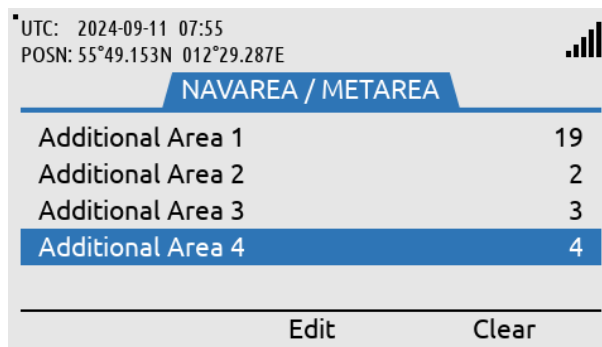 UTC: 2024-09-11 07:55
POSN: 55°49.153N 012°29.287E
NAVAREA / METAREA
Additional Area 1 19
Additional Area 2 2
Additional Area 3 3
Additional Area 4 4
Edit Clear